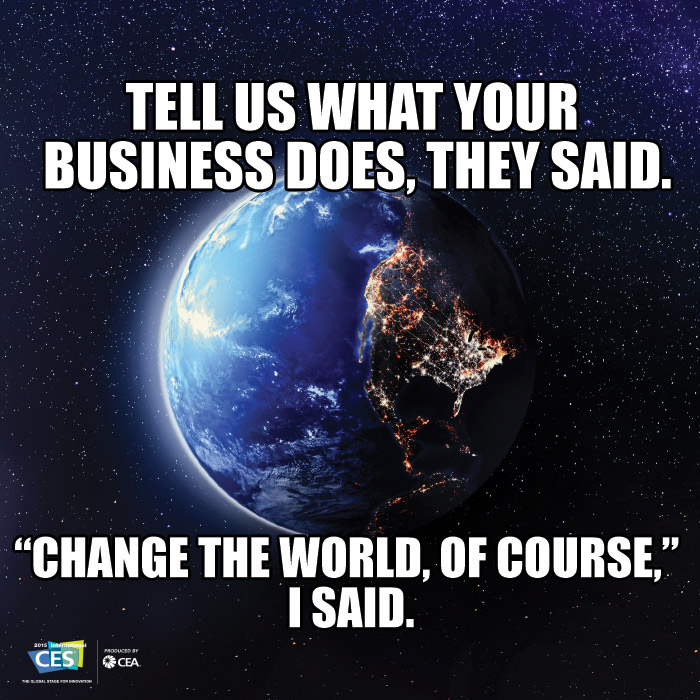 TELL US WHAT YOUR
BUSINESS DOES, THEY SAID.
“CHANGE THE WORLD, OF COURSE,”
I SAID.
2015 International
CES
PRODUCED BY
CEA
THE GLOBAL STAGE FOR INNOVATION